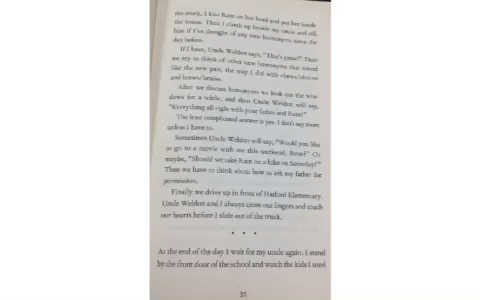 the truck, I kiss Rain on her head and put her inside
the house. Then I climb up beside my uncle and tell
him if I've thought of any new homonyms since the
day before.
If I have, Uncle Weldon says, "That's great!" Then
we try to think of other new homonyms that sound
like the new pair, the way I did with chews/choose
and brews/bruise.
After we discuss homonyms we look out the win-
dows for a while, and then Uncle Weldon will say,
"Everything all right with your father and Rain?"
The least complicated answer is yes. I don't say more
unless I have to.
Sometimes Uncle Weldon will say, "Would you like
to go to a movie with me this weekend, Rose?" Or
maybe, "Should we take Rain on a hike on Saturday?"
Then we have to think about how to ask my father for
permission.
Finally we drive up in front of Hatford Elementary.
Uncle Weldon and I always cross our fingers and touch
our hearts before I slide out of the truck.
• • •
At the end of the day I wait for my uncle again. I stand
by the front door of the school and watch the kids I used
31